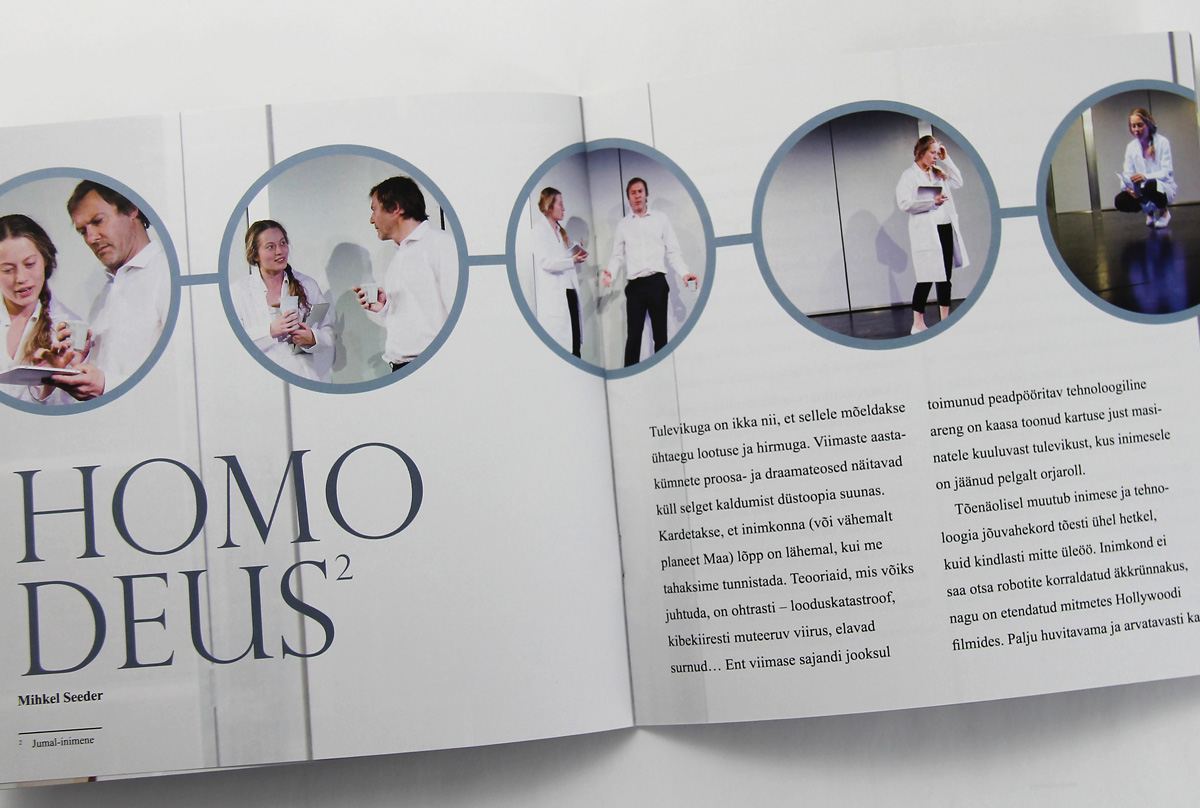 HOMO
DEUS²
Mihkel Seeder
² Jumal-inimene
Tulevikuga on ikka nii, et sellele mõeldakse
ühtaegu lootuse ja hirmuga. Viimaste aasta-
kümnete proosa- ja draamateosed näitavad
küll selget kaldumist düstoopia suunas.
Kardetakse, et inimkonna (või vähemalt
planeet Maa) lõpp on lähemal, kui me
tahaksime tunnistada. Teooriaid, mis võiks
juhtuda, on ohtrasti – looduskatastroof,
kibekiiresti muteeruv viirus, elavad
surnud… Ent viimase sajandi jooksul
toimunud peadpööritav tehnoloogiline
areng on kaasa toonud kartuse just masi-
natele kuuluvast tulevikust, kus inimesele
on jäänud pelgalt orjaroll.
Tõenäolisel muutub inimese ja tehno-
loogia jõuvahekord tõesti ühel hetkel,
kuid kindlasti mitte üleöö. Inimkond ei
saa otsa robotite korraldatud äkkrünnakus,
nagu on etendatud mitmetes Hollywoodi
filmides. Palju huvitavama ja arvatavasti ka